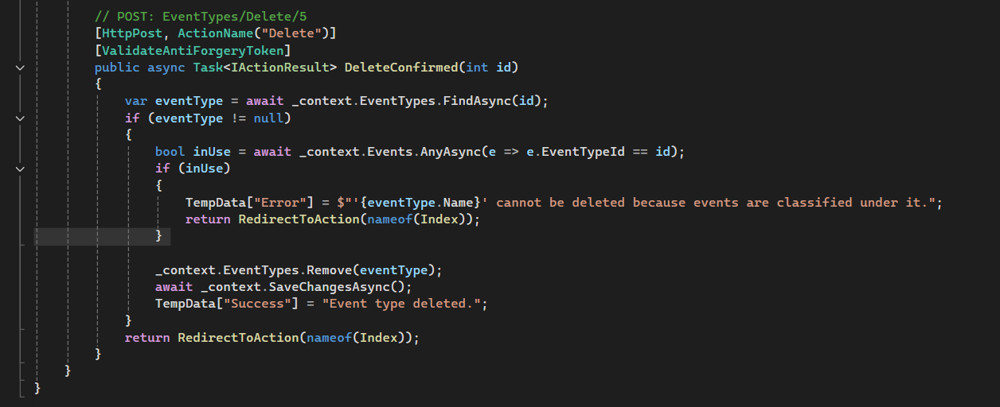 // POST: EventTypes/Delete/5
[HttpPost, ActionName("Delete")]
[ValidateAntiForgeryToken]
public async Task<IActionResult> DeleteConfirmed(int id)
{
var eventType = await _context.EventTypes.FindAsync(id);
if (eventType != null)
{
bool inUse = await _context.Events.AnyAsync(e => e.EventTypeId == id);
if (inUse)
{
TempData["Error"] = $"'{eventType.Name}' cannot be deleted because events are classified under it.";
return RedirectToAction(nameof(Index));
}
_context.EventTypes.Remove(eventType);
await _context.SaveChangesAsync();
TempData["Success"] = "Event type deleted.";
}
return RedirectToAction(nameof(Index));
}
}
}